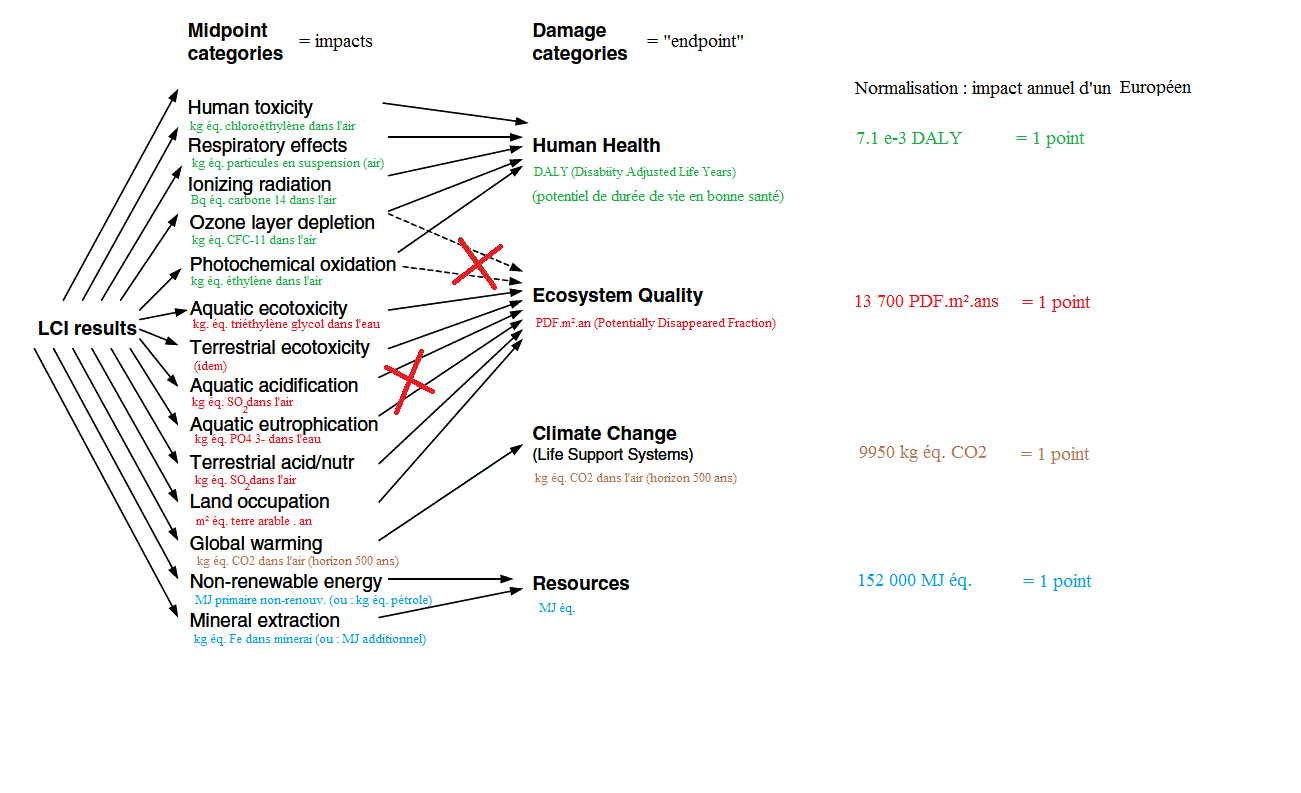 Midpoint
categories = impacts
Damage
categories = "endpoint"
Normalisation : impact annuel d'un Européen
Human toxicity
kg éq. chloroéthylène dans l'air
Respiratory effects
kg éq. particules en suspension (air)
Ionizing radiation
Bq éq. carbone 14 dans l'air
Ozone layer depletion
kg éq. CFC-11 dans l'air
Photochemical oxidation
kg éq. éthylène dans l'air
Aquatic ecotoxicity
kg. éq. triéthylène glycol dans l'eau
Terrestrial ecotoxicity
(idem)
Aquatic acidification
kg éq. SO2 dans l'air
Aquatic eutrophication
kg éq. PO4 3- dans l'eau
Terrestrial acid/nutr
kg éq. SO2 dans l'air
Land occupation
m² éq. terre arable . an
Global warming
kg éq. CO2 dans l'air (horizon 500 ans)
Non-renewable energy
MJ primaire non-renouv. (ou : kg éq. pétrole)
Mineral extraction
kg éq. Fe dans minerai (ou : MJ additionnel)
LCI results
Human Health
DALY (Disabiity Adjusted Life Years)
(potentiel de durée de vie en bonne santé)
7.1 e-3 DALY = 1 point
Ecosystem Quality
PDF.m².an (Potentially Disappeared Fraction)
13 700 PDF.m².ans = 1 point
Climate Change
(Life Support Systems)
kg éq. CO2 dans l'air (horizon 500 ans)
9950 kg éq. CO2 = 1 point
Resources
MJ éq.
152 000 MJ éq. = 1 point